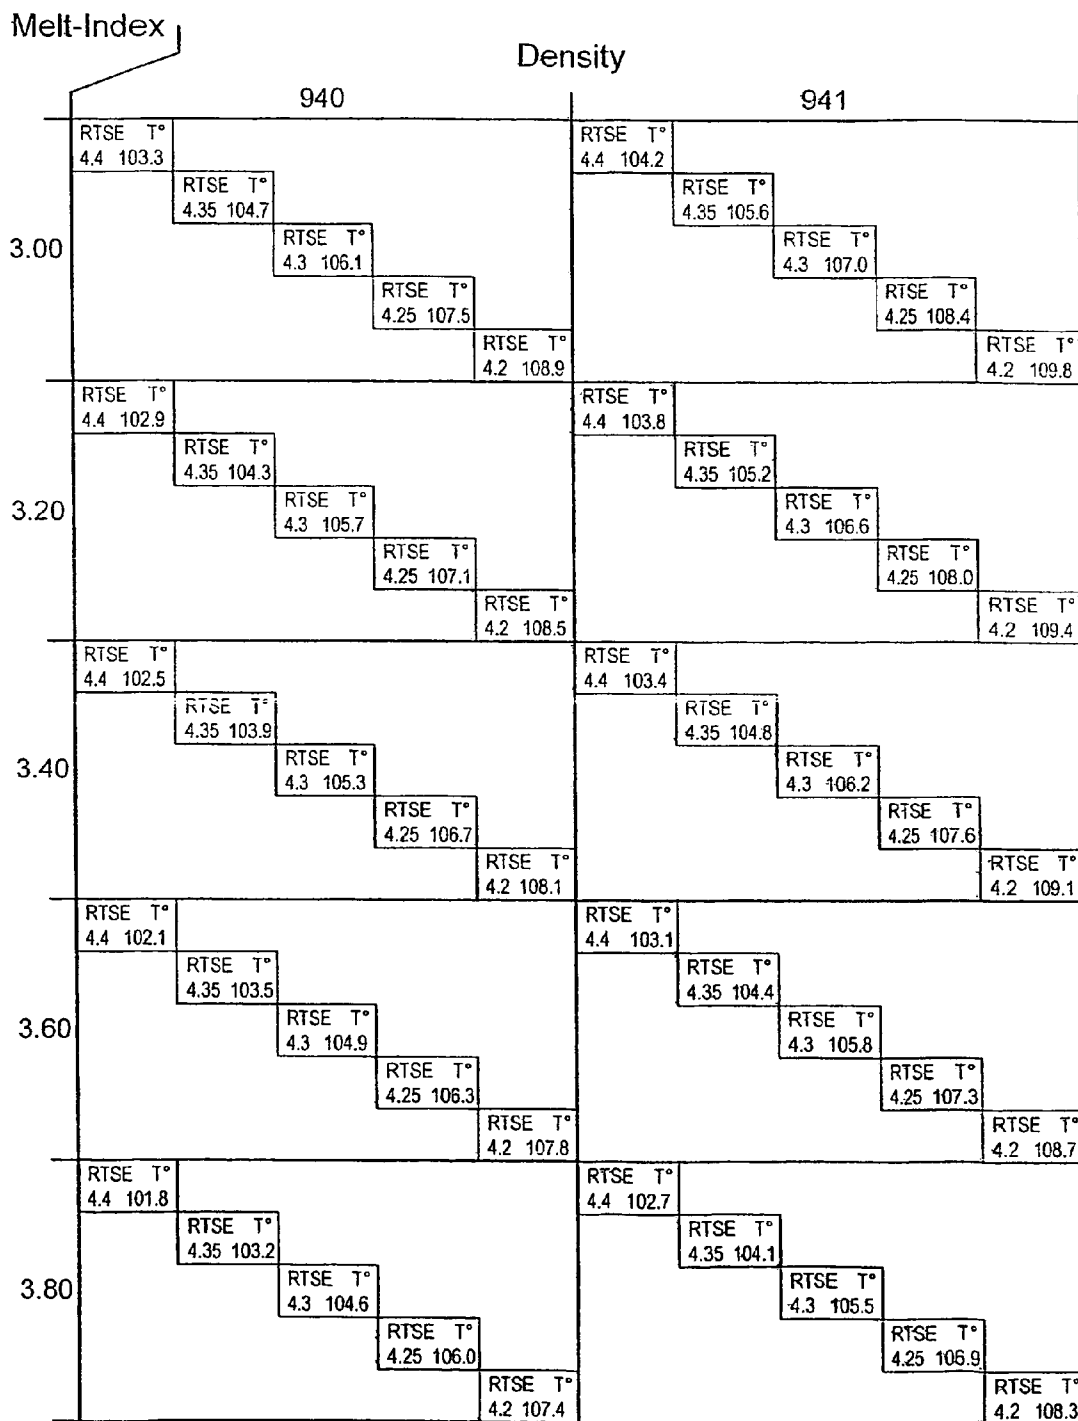 Melt-Index
Density
940 941
3.00
RTSE T° RTSE T°
4.4 103.3 4.4 104.2
RTSE T° RTSE T°
4.35 104.7 4.35 105.6
RTSE T° RTSE T°
4.3 106.1 4.3 107.0
RTSE T° RTSE T°
4.25 107.5 4.25 108.4
RTSE T° RTSE T°
4.2 108.9 4.2 109.8
3.20
RTSE T° RTSE T°
4.4 102.9 4.4 103.8
RTSE T° RTSE T°
4.35 104.3 4.35 105.2
RTSE T° RTSE T°
4.3 105.7 4.3 106.6
RTSE T° RTSE T°
4.25 107.1 4.25 108.0
RTSE T° RTSE T°
4.2 108.5 4.2 109.4
3.40
RTSE T° RTSE T°
4.4 102.5 4.4 103.4
RTSE T° RTSE T°
4.35 103.9 4.35 104.8
RTSE T° RTSE T°
4.3 105.3 4.3 106.2
RTSE T° RTSE T°
4.25 106.7 4.25 107.6
RTSE T° RTSE T°
4.2 108.1 4.2 109.1
3.60
RTSE T° RTSE T°
4.4 102.1 4.4 103.1
RTSE T° RTSE T°
4.35 103.5 4.35 104.4
RTSE T° RTSE T°
4.3 104.9 4.3 105.8
RTSE T° RTSE T°
4.25 106.3 4.25 107.3
RTSE T° RTSE T°
4.2 107.8 4.2 108.7
3.80
RTSE T° RTSE T°
4.4 101.8 4.4 102.7
RTSE T° RTSE T°
4.35 103.2 4.35 104.1
RTSE T° RTSE T°
4.3 104.6 4.3 105.5
RTSE T° RTSE T°
4.25 106.0 4.25 106.9
RTSE T° RTSE T°
4.2 107.4 4.2 108.3